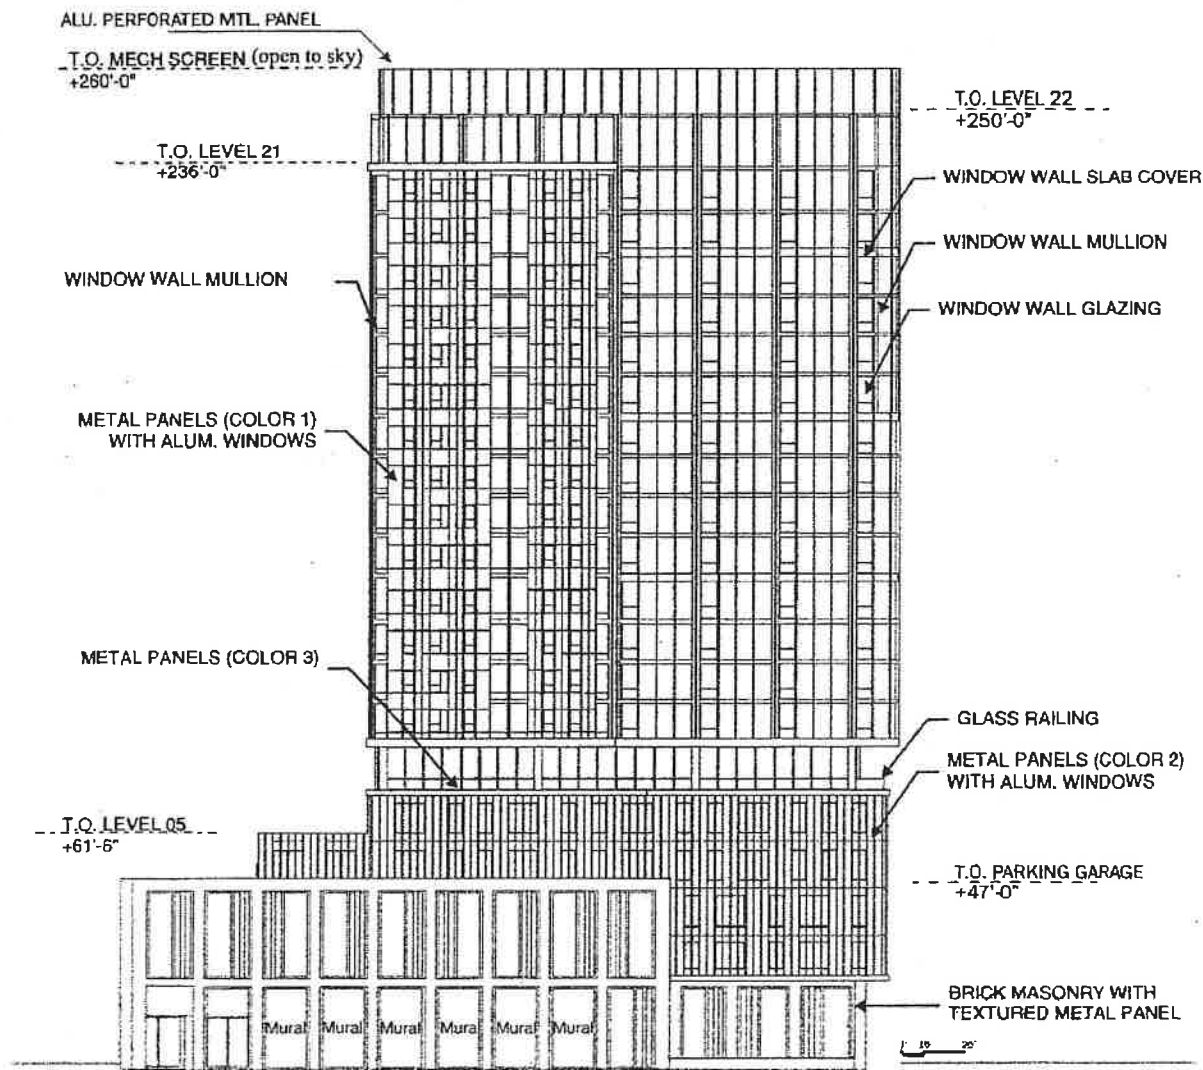 ALU. PERFORATED MTL. PANEL
T.O. MECH SCREEN (open to sky)
+260'-0"
T.O. LEVEL 22
+250'-0"
T.O. LEVEL 21
+236'-0"
WINDOW WALL SLAB COVER
WINDOW WALL MULLION
WINDOW WALL MULLION
WINDOW WALL GLAZING
METAL PANELS (COLOR 1)
WITH ALUM. WINDOWS
METAL PANELS (COLOR 3)
GLASS RAILING
METAL PANELS (COLOR 2)
WITH ALUM. WINDOWS
T.O. LEVEL 05
+61'-6"
T.O. PARKING GARAGE
+47'-0"
BRICK MASONRY WITH
TEXTURED METAL PANEL
Mural Mural Mural Mural Mural Mural